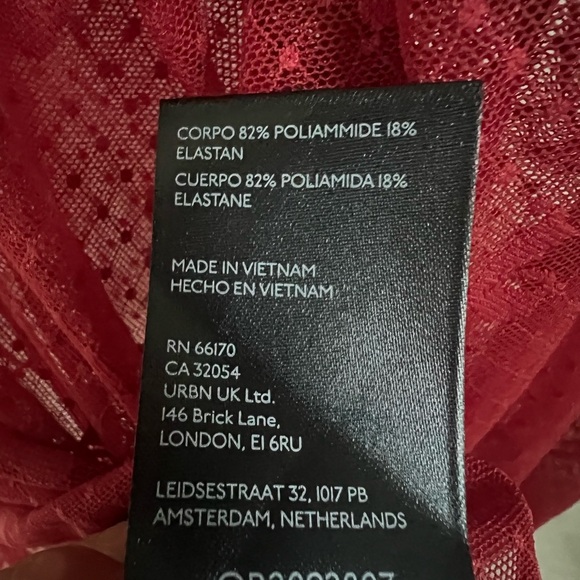 CORPO 82% POLIAMMIDE 18%
ELASTAN
CUERPO 82% POLIAMIDA 18%
ELASTANE
MADE IN VIETNAM
HECHO EN VIETNAM
RN 66170
CA 32054
URBN UK Ltd.
146 Brick Lane,
LONDON, E1 6RU
LEIDSESTRAAT 32, 1017 PB
AMSTERDAM, NETHERLANDS